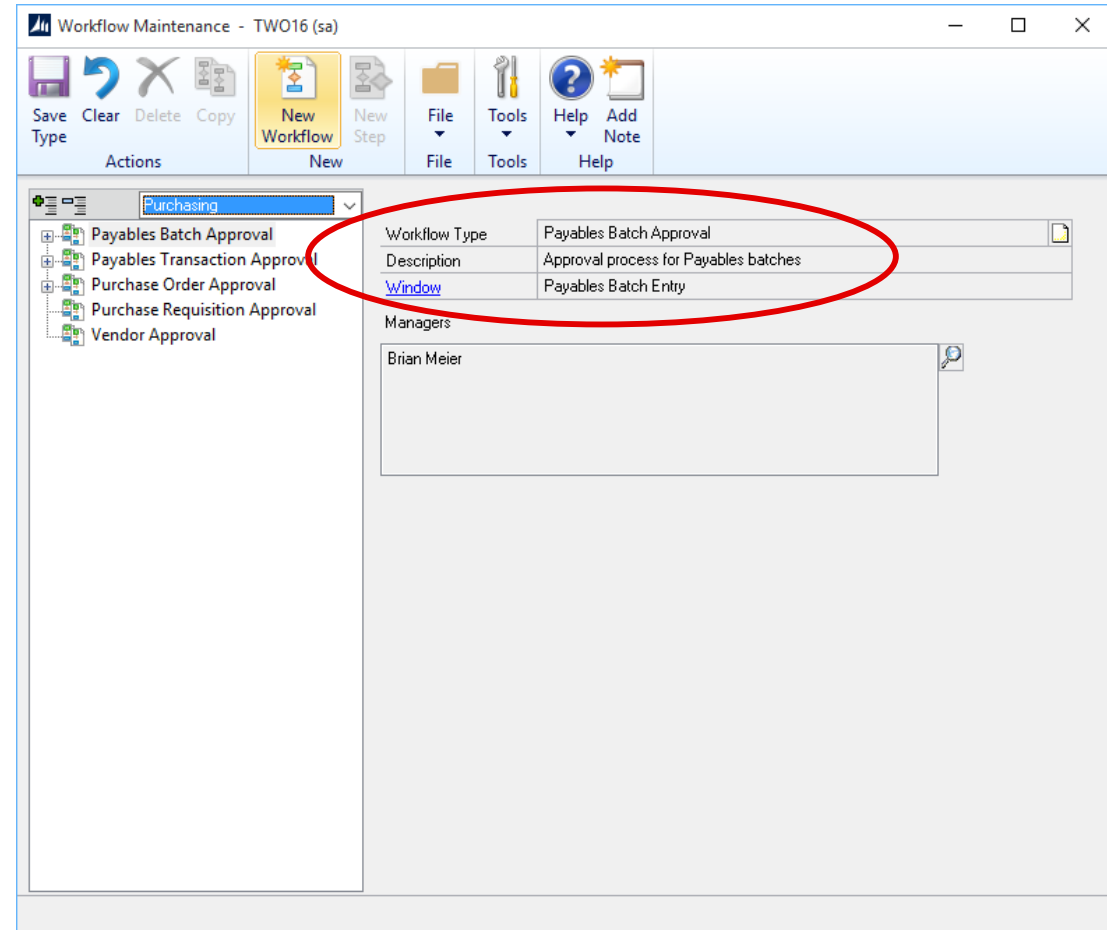 Workflow Maintenance - TWO16 (sa)
Save Type
Clear
Delete
Copy
New Workflow
New Step
File
Tools
Help
Add Note
Actions
New
File
Tools
Help
Purchasing
Payables Batch Approval
Payables Transaction Approval
Purchase Order Approval
Purchase Requisition Approval
Vendor Approval
Workflow Type Payables Batch Approval
Description Approval process for Payables batches
Window Payables Batch Entry
Managers
Brian Meier